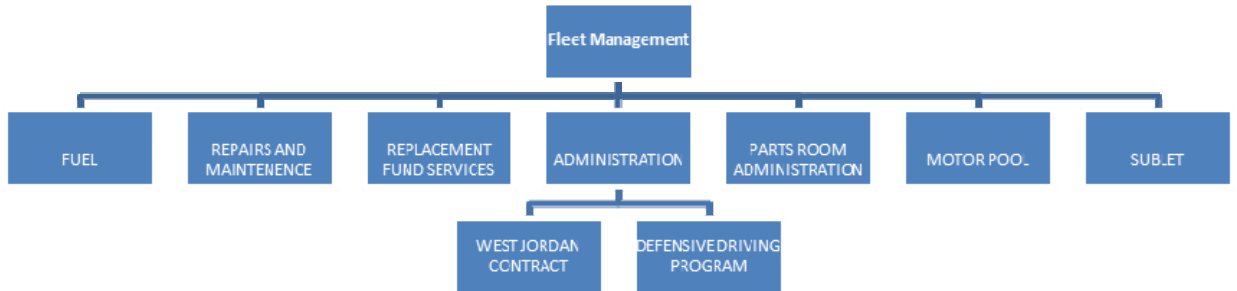 Fleet Management
FUEL
REPAIRS AND
MAINTENENCE
REPLACEMENT
FUND SERVICES
ADMINISTRATION
PARTS ROOM
ADMINISTRATION
MOTOR POOL
SUBLET
WEST JORDAN
CONTRACT
DEFENSIVE DRIVING
PROGRAM